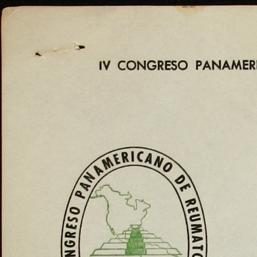 IV CONGRESO PANAMERI
NGRESO PANAMERICANO DE REUMATO